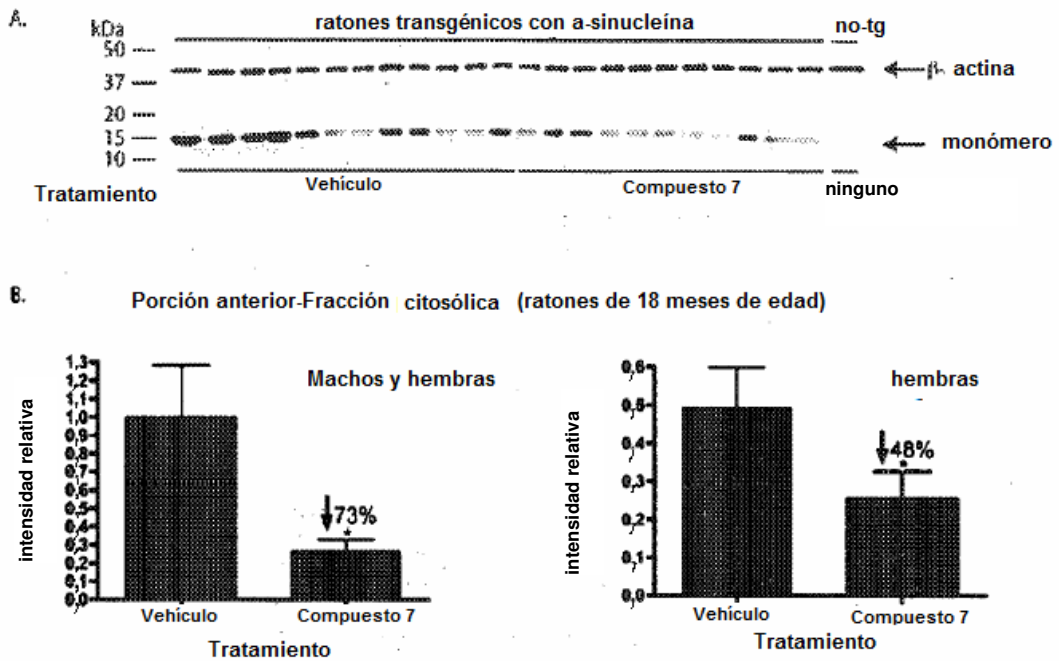 A.
kDa
ratones transgénicos con a-sinucleína
no-tg
50
37
20
15
10
β- actina
monómero
Tratamiento
Vehículo
Compuesto 7
ninguno
B.
Porción anterior-Fracción citosólica (ratones de 18 meses de edad)
intensidad relativa
1,3
1,2
1,1
1,0
0,9
0,8
0,7
0,6
0,5
0,4
0,3
0,2
0,1
0,0
Machos y hembras
73%
*
Vehículo
Compuesto 7
Tratamiento
intensidad relativa
0,6
0,5
0,4
0,3
0,2
0,1
0,0
hembras
48%
*
Vehículo
Compuesto 7
Tratamiento